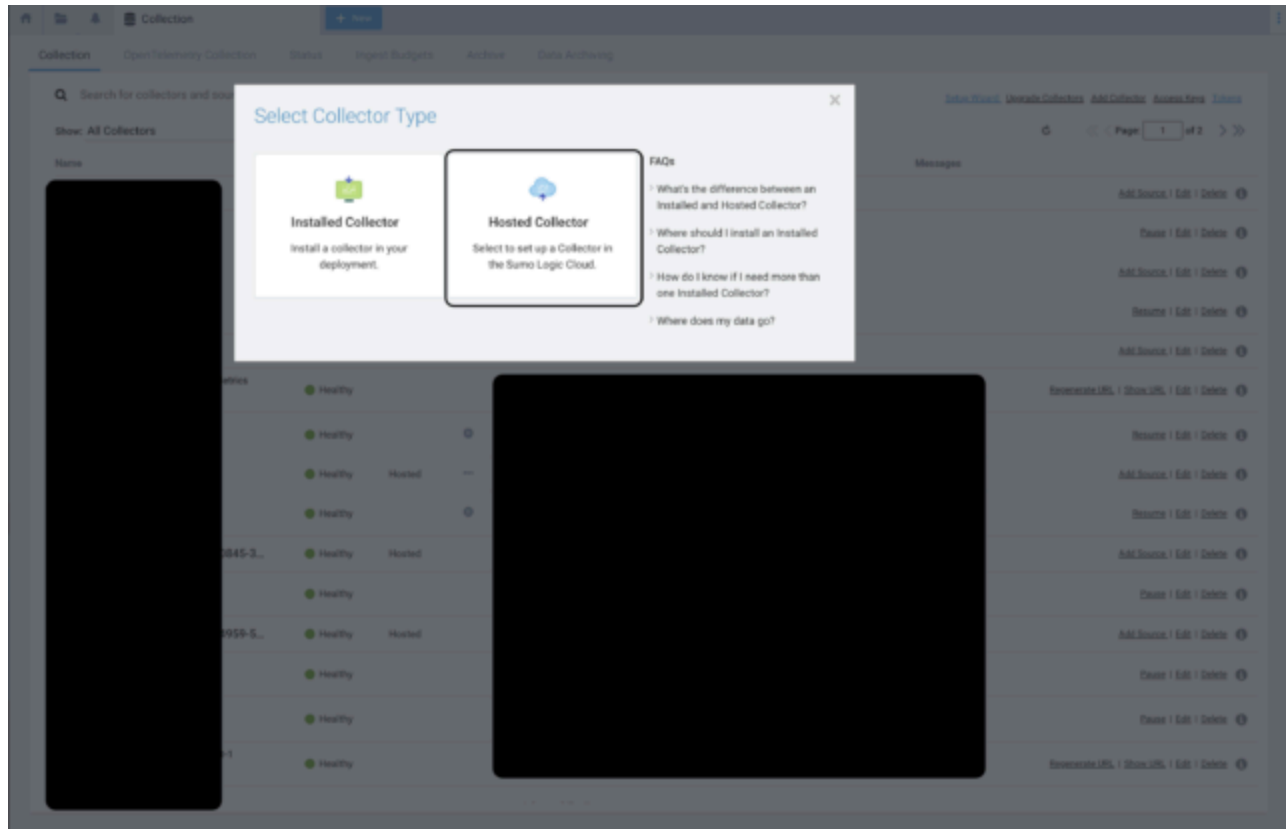 Collection
+ New
Collection OpenTelemetry Collection Status Ingest Budgets Archive Data Archiving
Search for collectors and sou
Setup Wizard Upgrade Collectors Add Collector Access Keys Tokens
Show: All Collectors
Page 1 of 2
Name
Messages
Select Collector Type
Installed Collector
Install a collector in your
deployment.
Hosted Collector
Select to set up a Collector in
the Sumo Logic Cloud.
FAQs
What's the difference between an
Installed and Hosted Collector?
Where should I install an Installed
Collector?
How do I know if I need more than
one Installed Collector?
Where does my data go?
Add Source | Edit | Delete
Pause | Edit | Delete
Add Source | Edit | Delete
Resume | Edit | Delete
Add Source | Edit | Delete
etrics Healthy Regenerate URL | Show URL | Edit | Delete
Healthy Resume | Edit | Delete
Healthy Hosted Add Source | Edit | Delete
Healthy Resume | Edit | Delete
0845-3... Healthy Hosted Add Source | Edit | Delete
Healthy Pause | Edit | Delete
4959-5... Healthy Hosted Add Source | Edit | Delete
Healthy Pause | Edit | Delete
Healthy Pause | Edit | Delete
-1 Healthy Regenerate URL | Show URL | Edit | Delete